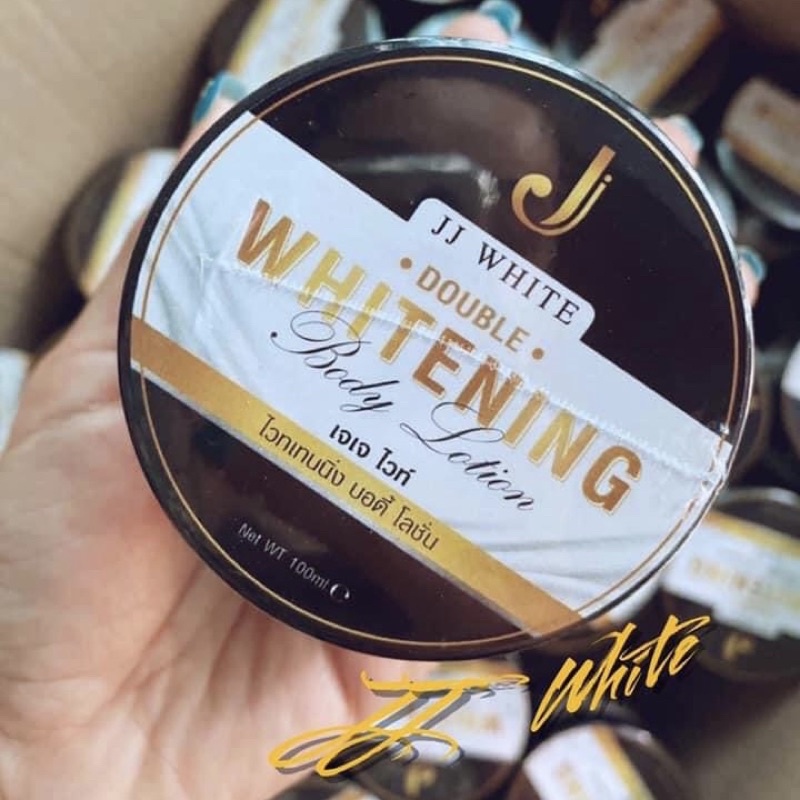 Jj
JJ WHITE
• DOUBLE •
WHITENING
Body Lotion
เจเจ ไวท์
ไวทเทนนิ่ง บอดี้ โลชั่น
Net WT 100ml ℮
JJ White